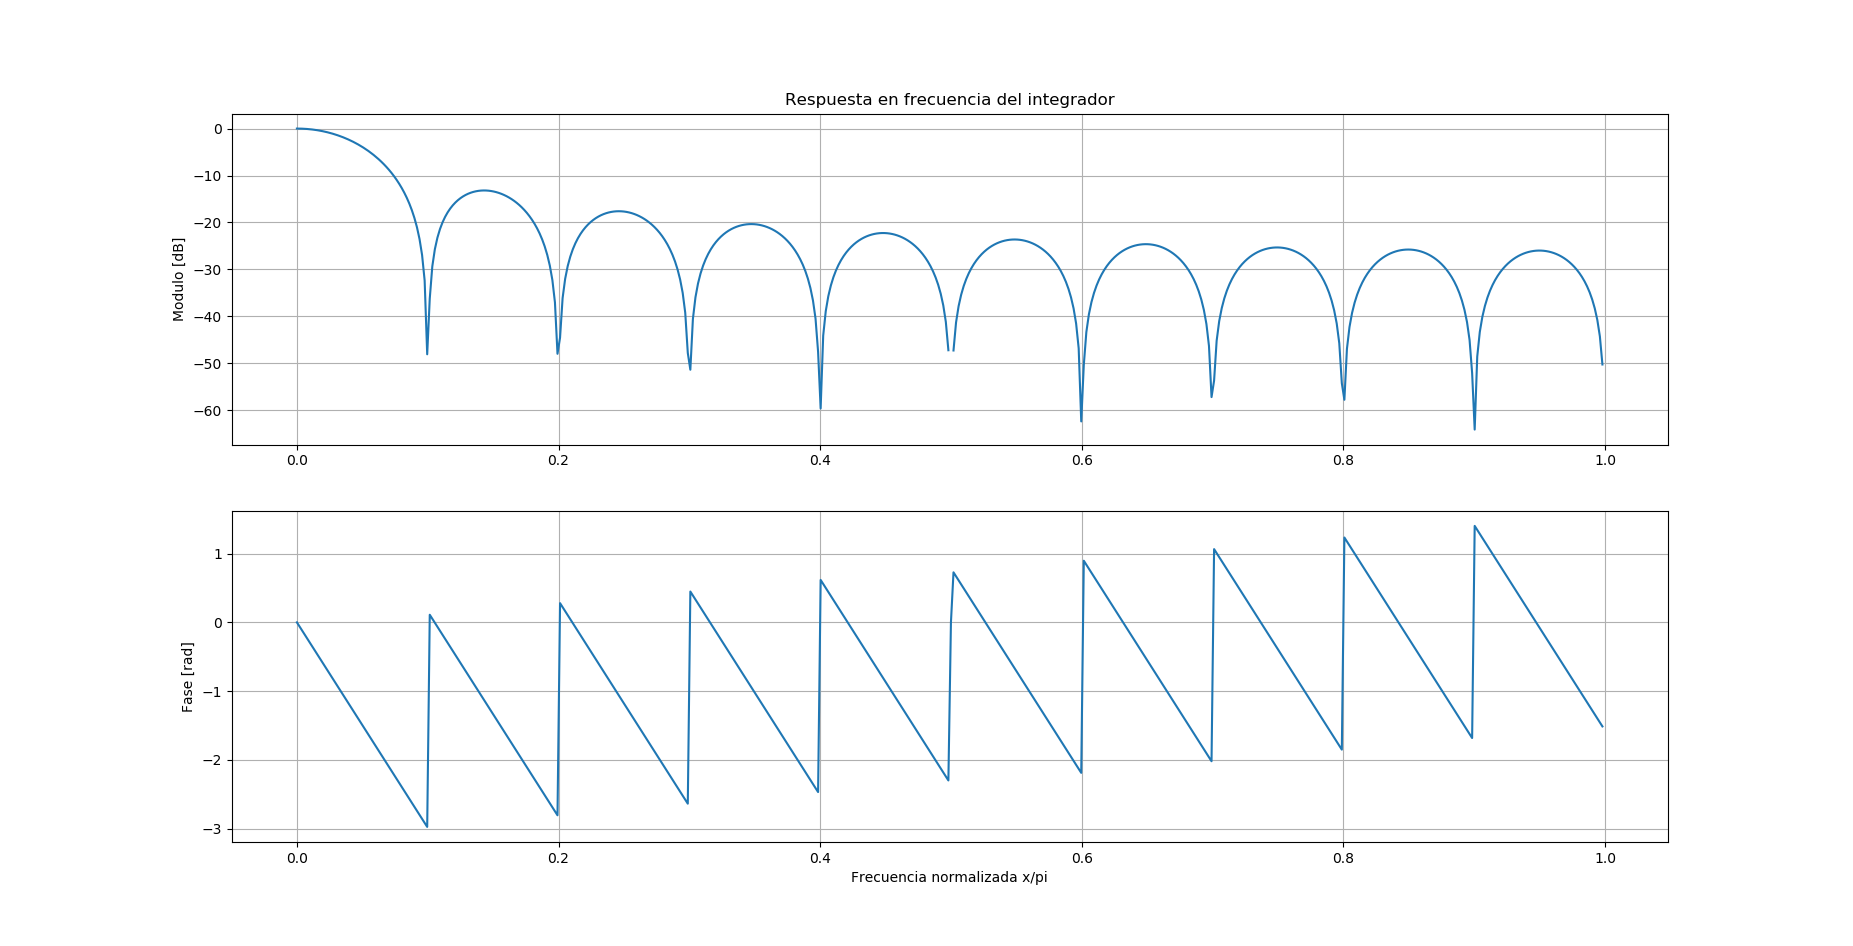 Respuesta en frecuencia del integrador
Modulo [dB]
0
−10
−20
−30
−40
−50
−60
0.0 0.2 0.4 0.6 0.8 1.0
Fase [rad]
1
0
−1
−2
−3
0.0 0.2 0.4 0.6 0.8 1.0
Frecuencia normalizada x/pi